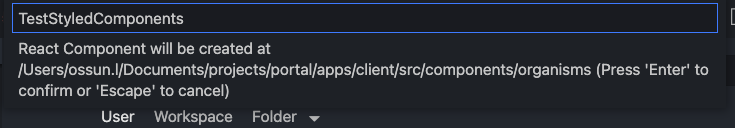 TestStyledComponents
React Component will be created at
/Users/ossun.l/Documents/projects/portal/apps/client/src/components/organisms (Press 'Enter' to
confirm or 'Escape' to cancel)
User Workspace Folder